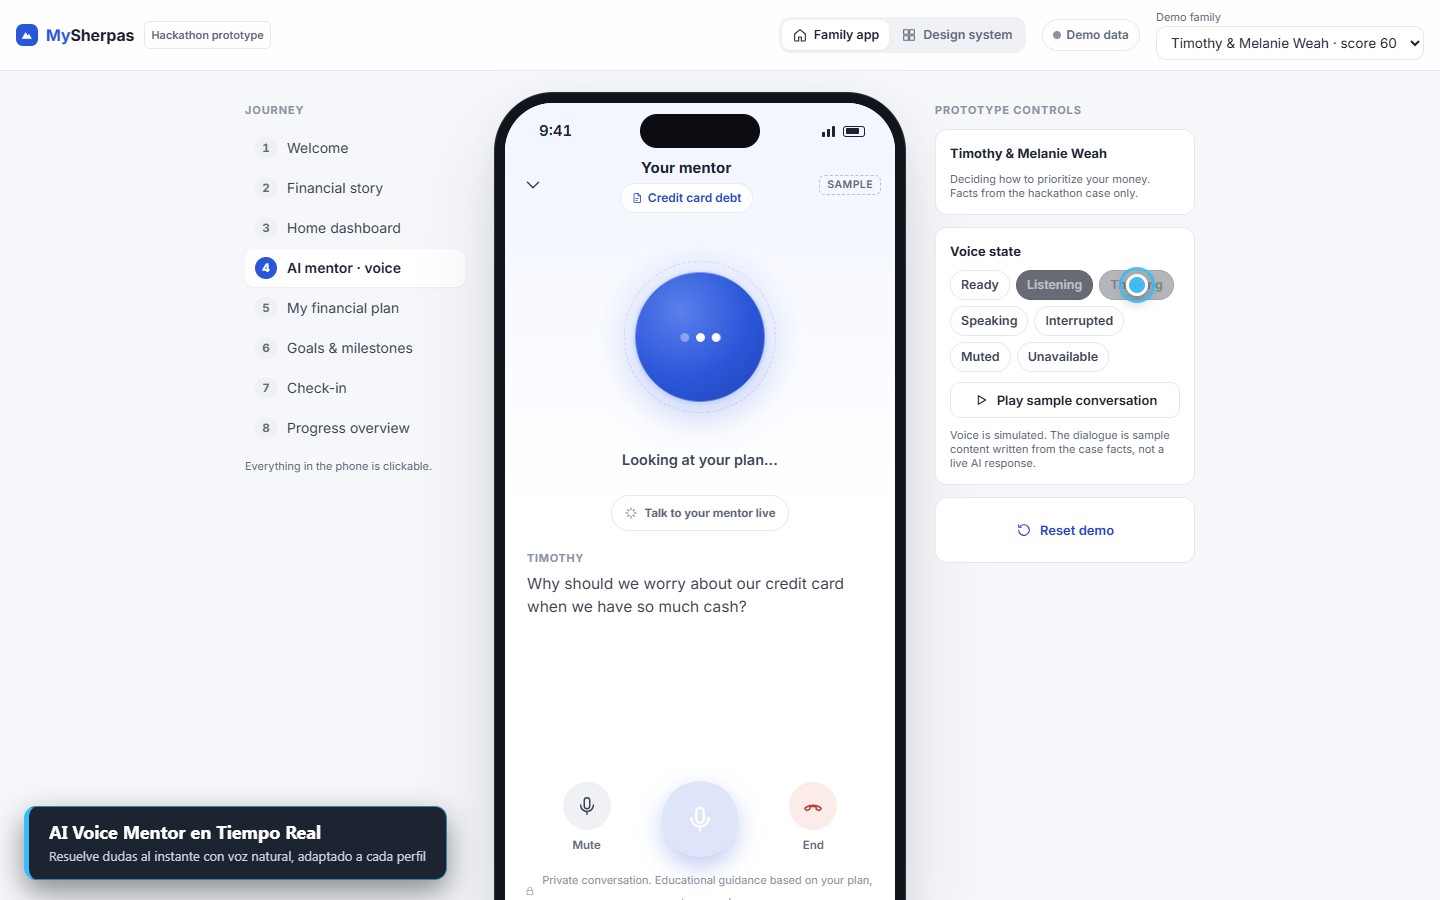 MySherpas
Hackathon prototype
Family app
Design system
Demo data
Demo family
Timothy & Melanie Weah · score 60
JOURNEY
1 Welcome
2 Financial story
3 Home dashboard
4 AI mentor · voice
5 My financial plan
6 Goals & milestones
7 Check-in
8 Progress overview
Everything in the phone is clickable.
9:41
Your mentor
Credit card debt
SAMPLE
Looking at your plan...
Talk to your mentor live
TIMOTHY
Why should we worry about our credit card
when we have so much cash?
Mute
End
Private conversation. Educational guidance based on your plan,
PROTOTYPE CONTROLS
Timothy & Melanie Weah
Deciding how to prioritize your money.
Facts from the hackathon case only.
Voice state
Ready
Listening
Speaking
Interrupted
Muted
Unavailable
Play sample conversation
Voice is simulated. The dialogue is sample
content written from the case facts, not a
live AI response.
Reset demo
AI Voice Mentor en Tiempo Real
Resuelve dudas al instante con voz natural, adaptado a cada perfil